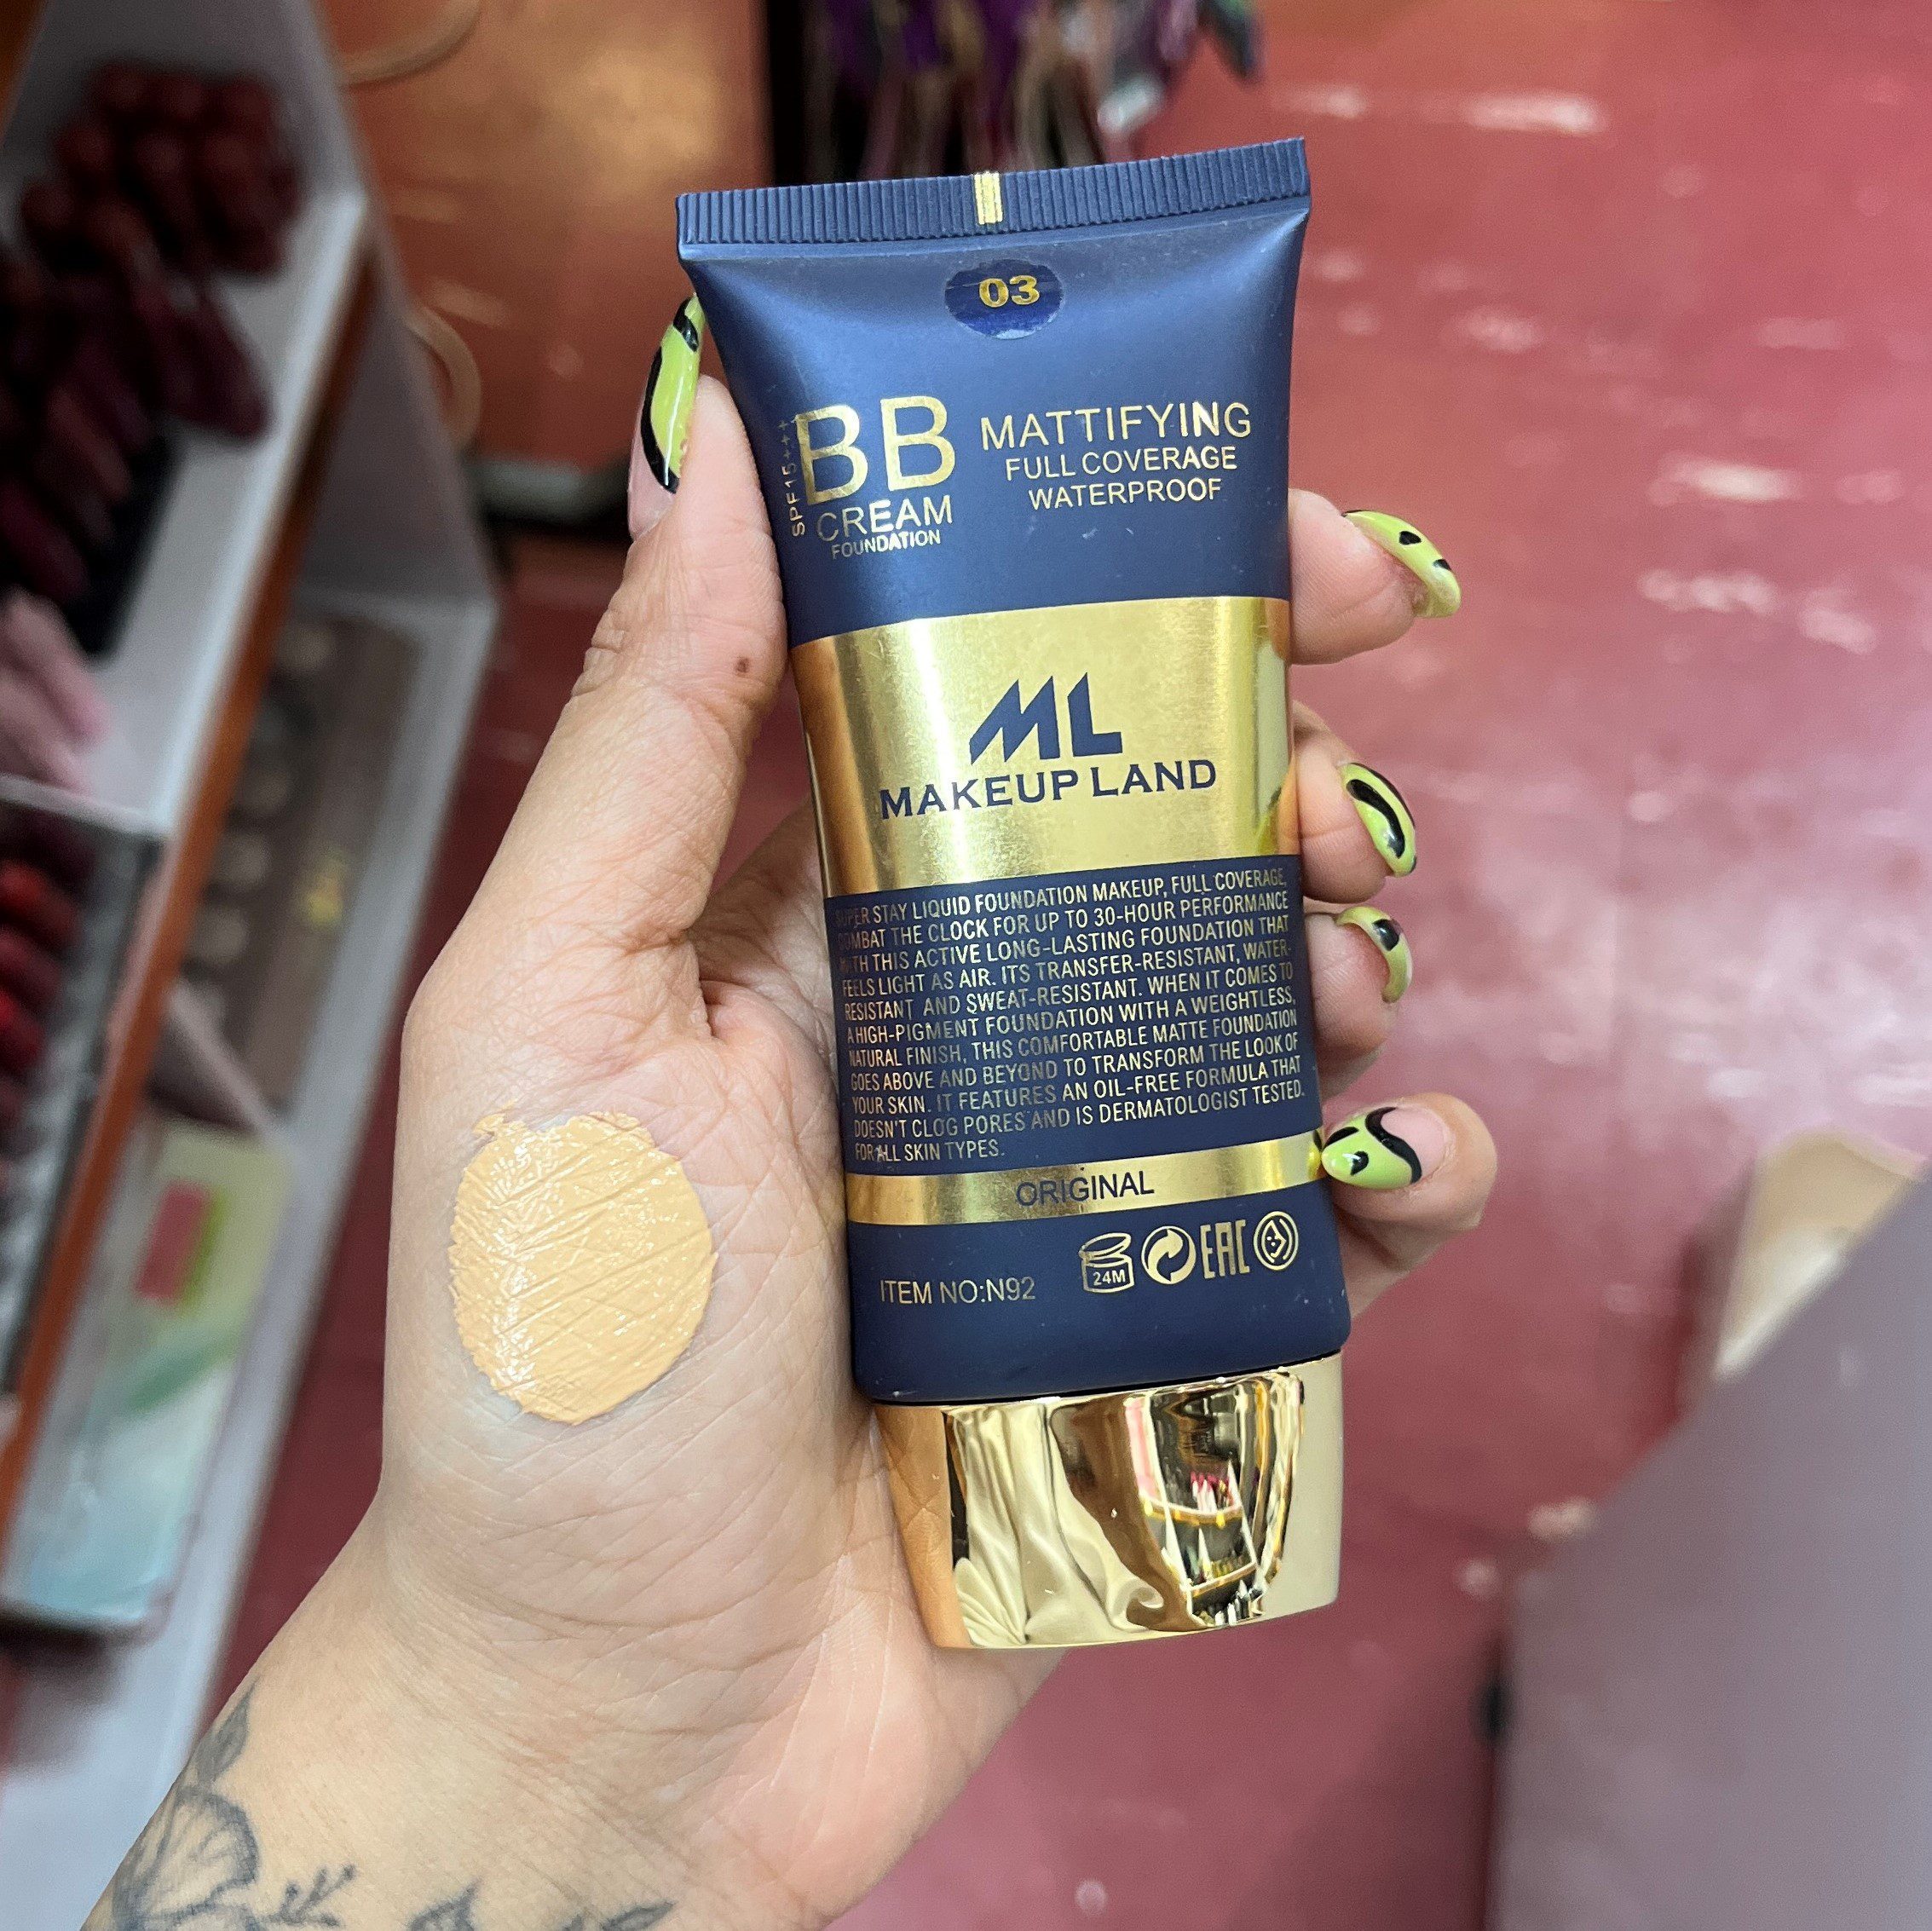 03
SPF15+++
BB
CREAM
FOUNDATION
MATTIFYING
FULL COVERAGE
WATERPROOF
ML
MAKEUP LAND
SUPER STAY LIQUID FOUNDATION MAKEUP, FULL COVERAGE,
COMBAT THE CLOCK FOR UP TO 30-HOUR PERFORMANCE
WITH THIS ACTIVE LONG-LASTING FOUNDATION THAT
FEELS LIGHT AS AIR. ITS TRANSFER-RESISTANT, WATER-
RESISTANT AND SWEAT-RESISTANT. WHEN IT COMES TO
A HIGH-PIGMENT FOUNDATION WITH A WEIGHTLESS,
NATURAL FINISH, THIS COMFORTABLE MATTE FOUNDATION
GOES ABOVE AND BEYOND TO TRANSFORM THE LOOK OF
YOUR SKIN. IT FEATURES AN OIL-FREE FORMULA THAT
DOESN'T CLOG PORES AND IS DERMATOLOGIST TESTED.
FOR ALL SKIN TYPES.
ORIGINAL
ITEM NO:N92
24M
EAC